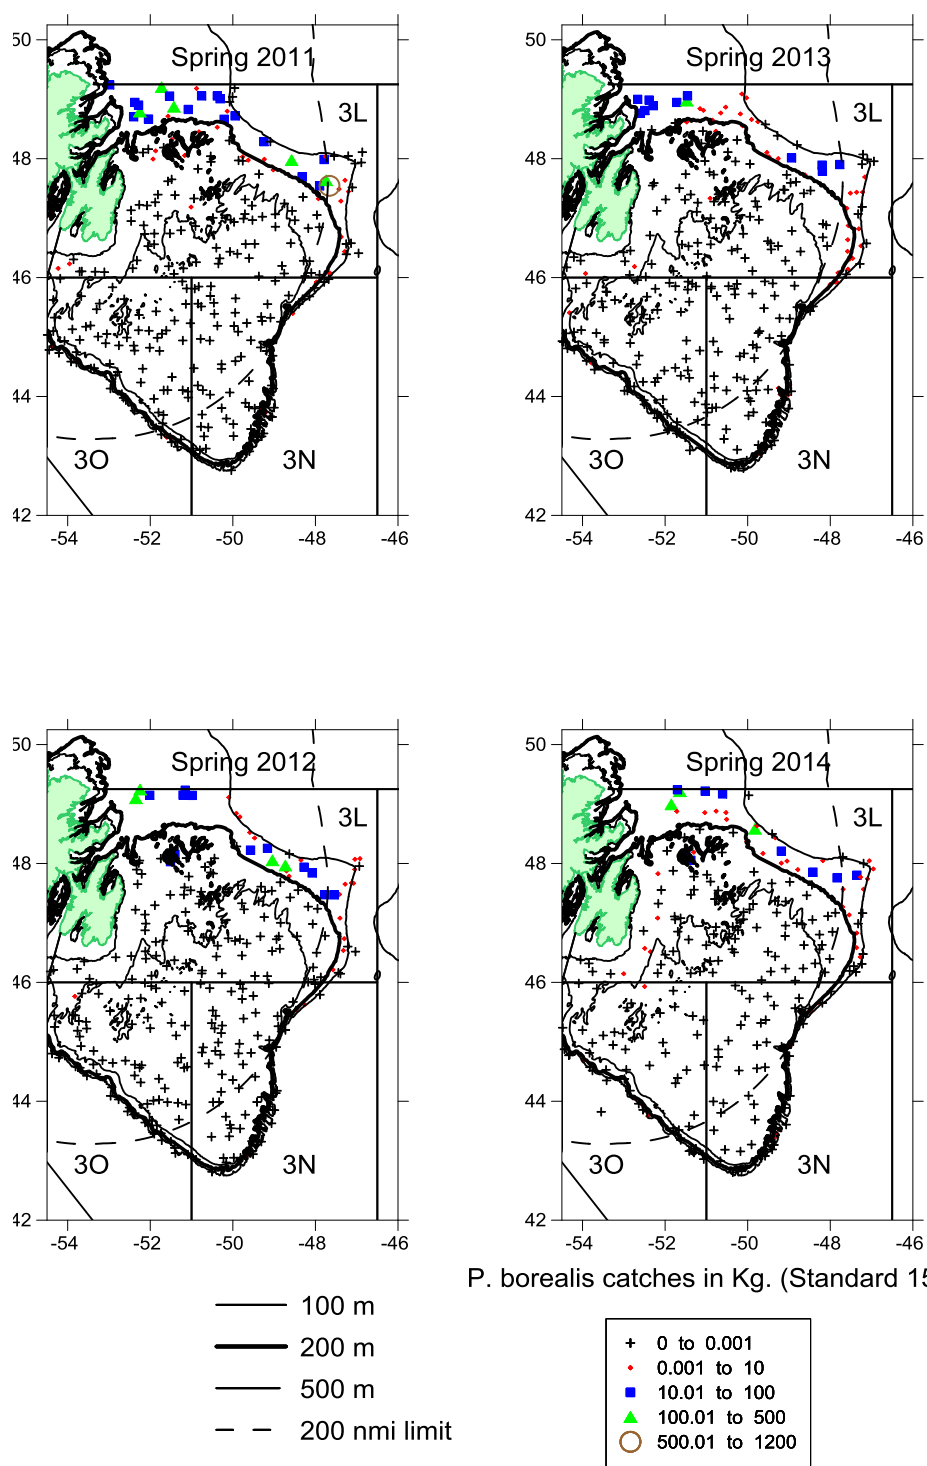 50
Spring 2011
3L
48
46
44
3O
3N
42
-54
-52
-50
-48
-46
50
Spring 2013
3L
48
46
44
3O
3N
42
-54
-52
-50
-48
-46
50
Spring 2012
3L
48
46
44
3O
3N
42
-54
-52
-50
-48
-46
50
Spring 2014
3L
48
46
44
3O
3N
42
-54
-52
-50
-48
-46
100 m
200 m
500 m
200 nmi limit
P. borealis catches in Kg. (Standard 15
0 to 0.001
0.001 to 10
10.01 to 100
100.01 to 500
500.01 to 1200